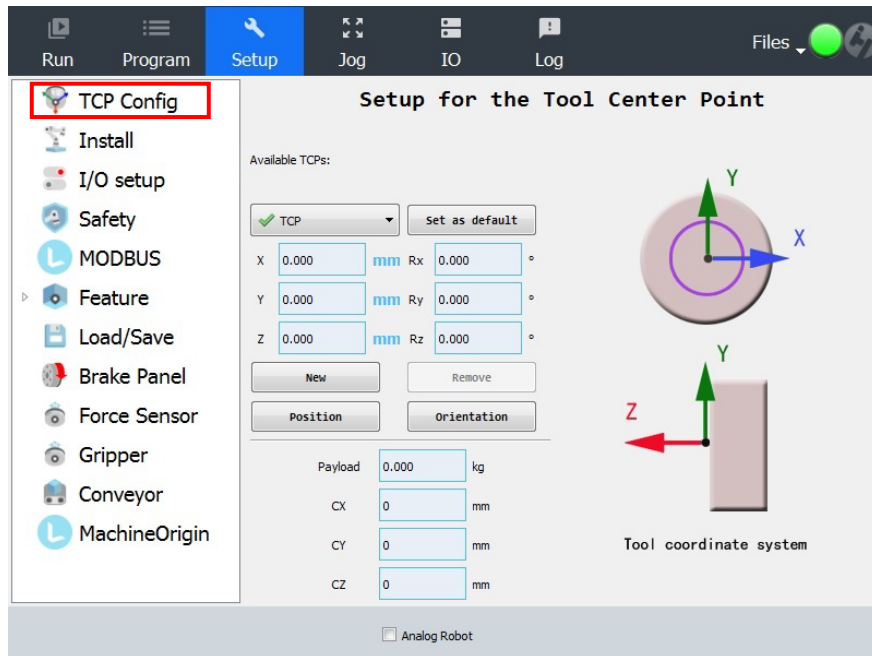 Run Program Setup Jog IO Log Files
TCP Config
Install
I/O setup
Safety
MODBUS
Feature
Load/Save
Brake Panel
Force Sensor
Gripper
Conveyor
MachineOrigin
Setup for the Tool Center Point
Available TCPs:
TCP Set as default
X 0.000 mm Rx 0.000 °
Y 0.000 mm Ry 0.000 °
Z 0.000 mm Rz 0.000 °
New Remove
Position Orientation
Payload 0.000 kg
CX 0 mm
CY 0 mm
CZ 0 mm
Y
X
Y
Z
Tool coordinate system
Analog Robot